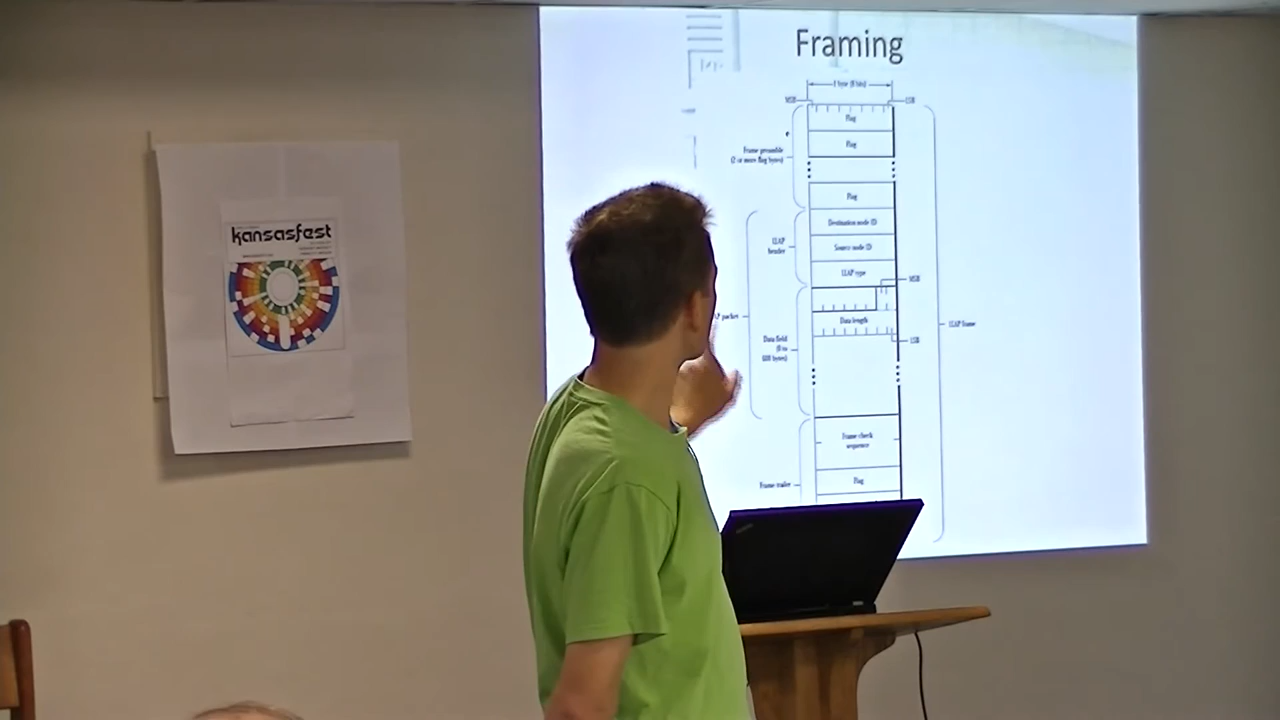 Framing
1 byte (8 bits)
MSB
LSB
Flag
Flag
Frame preamble
(2 or more flag bytes)
Flag
Destination node ID
LLAP
header
Source node ID
LLAP type
MSB
packet
Data length
LLAP frame
LSB
Data field
(0 to
600 bytes)
Frame check
sequence
Frame trailer
Flag
kansasfest